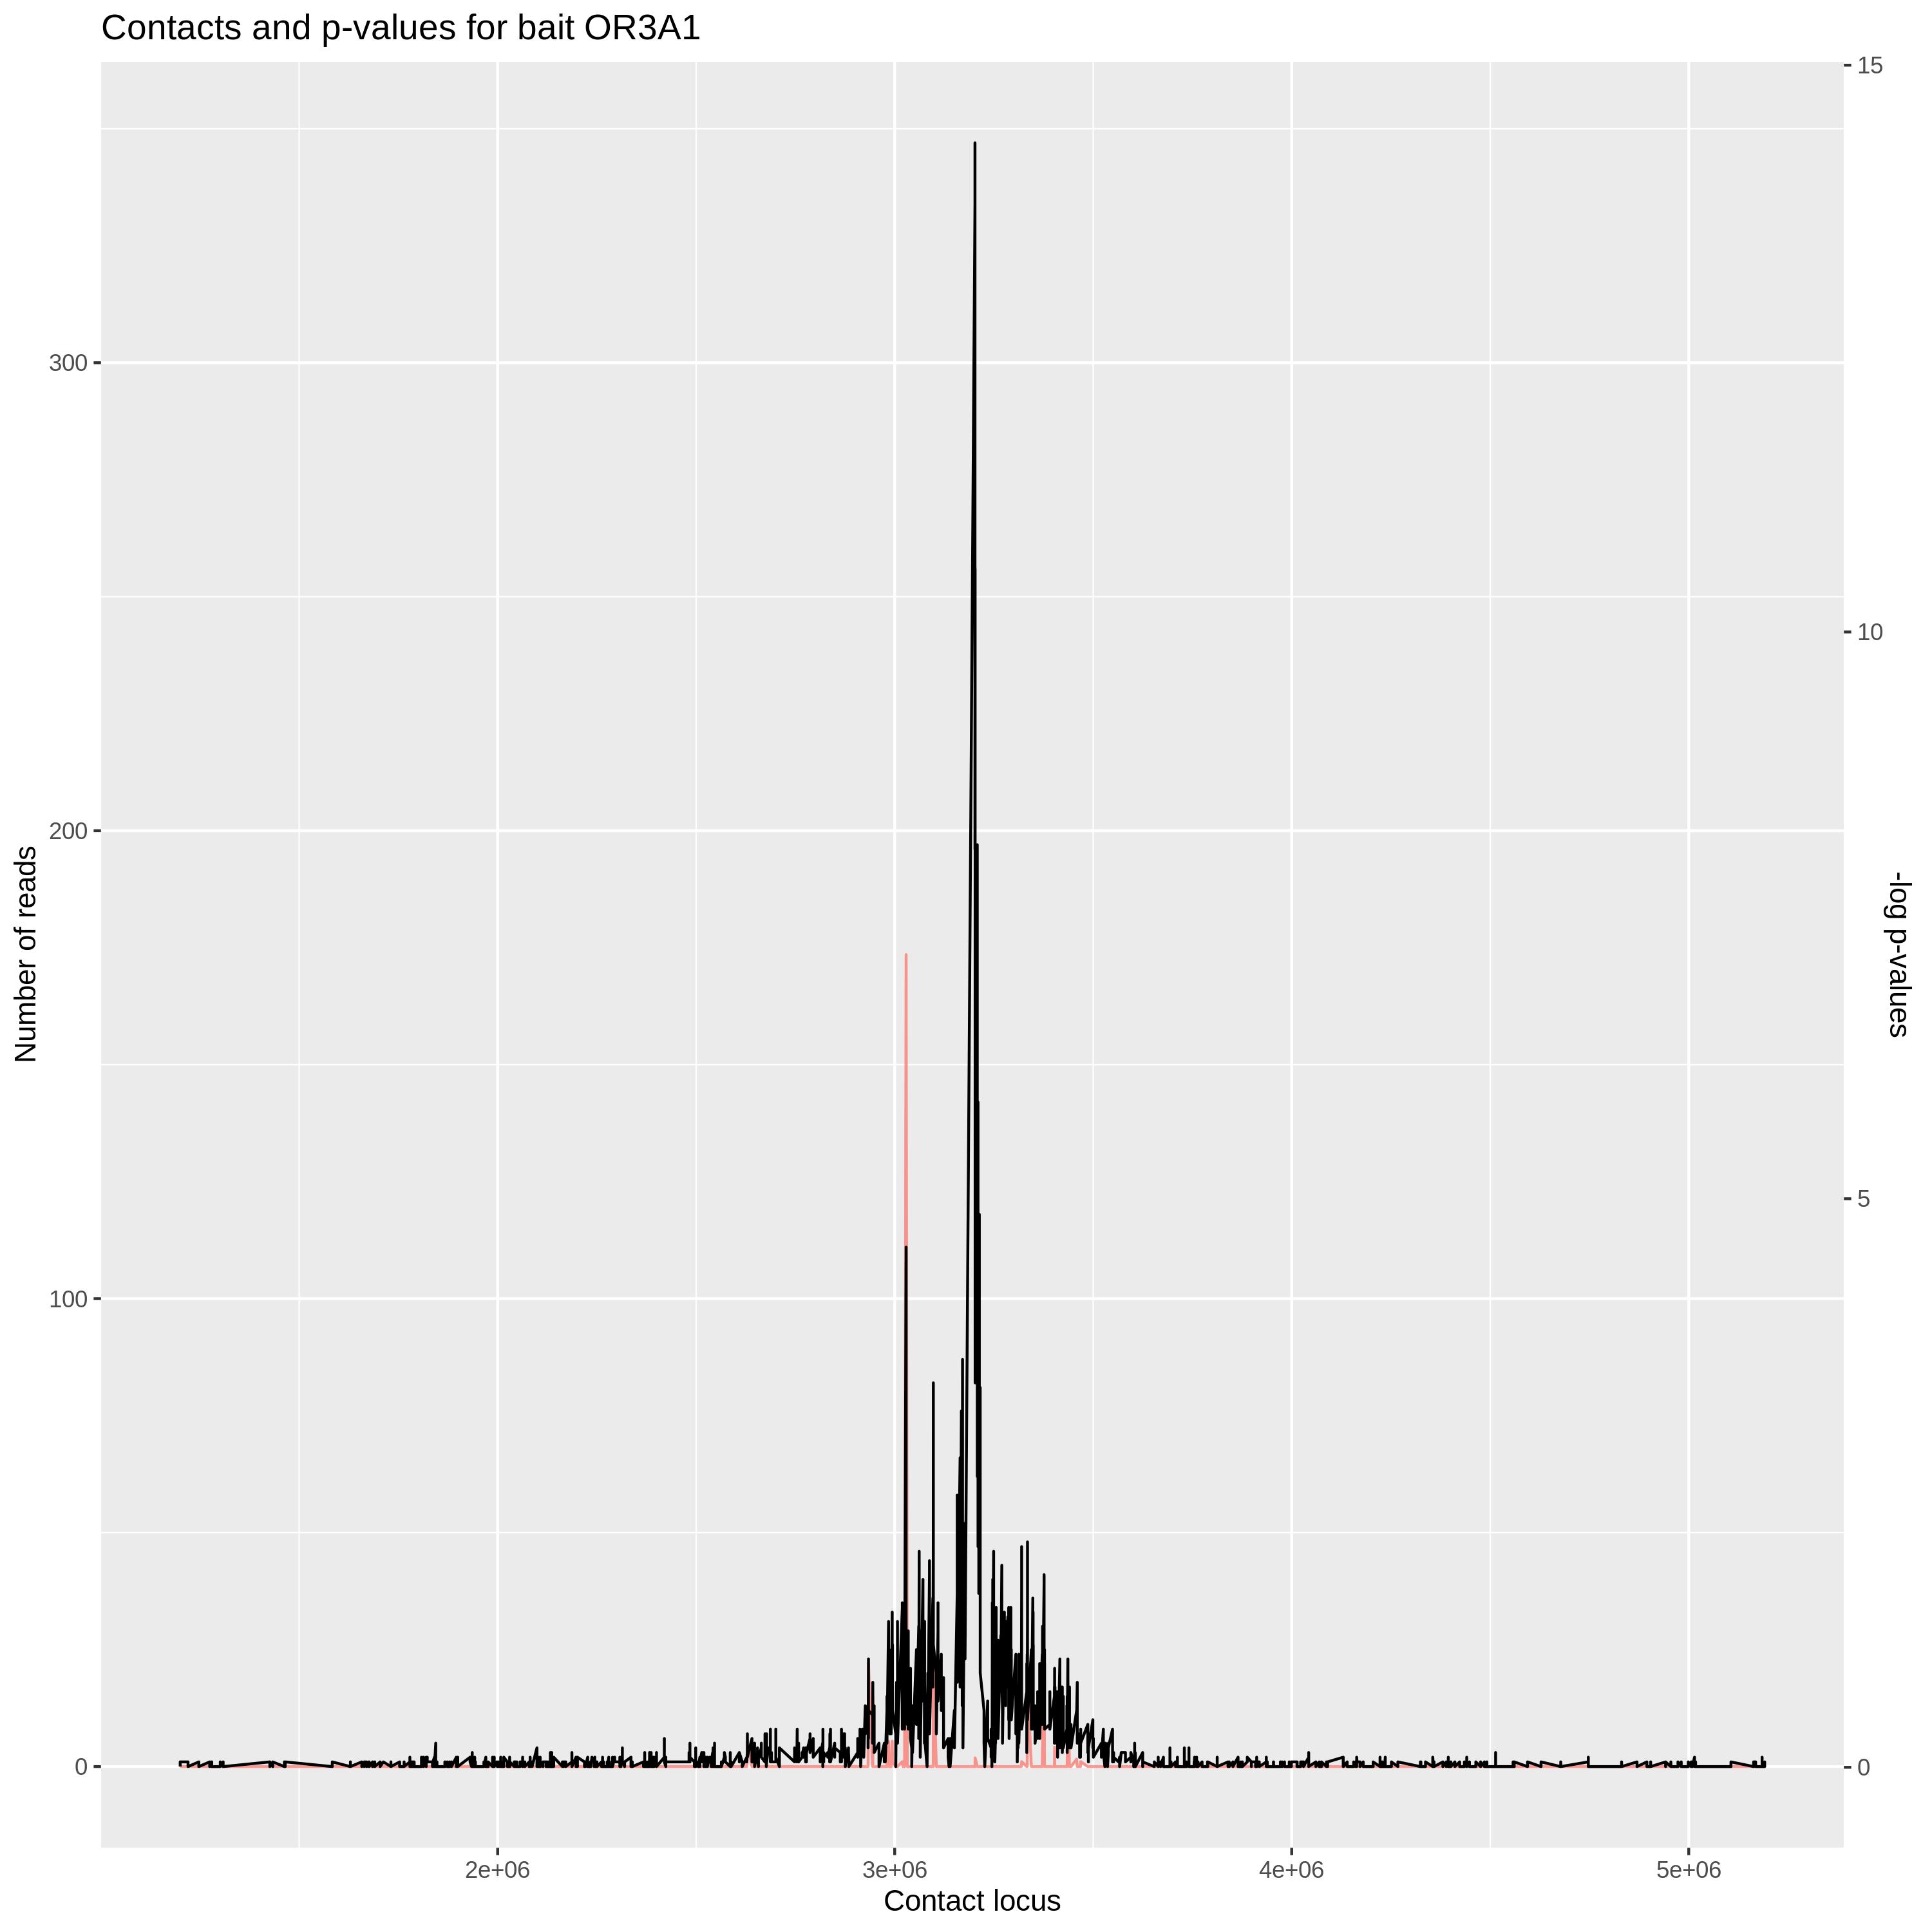 Contacts and p-values for bait OR3A1
15
300
10
200
Number of reads
-log p-values
5
100
0
0
2e+06
3e+06
4e+06
5e+06
Contact locus